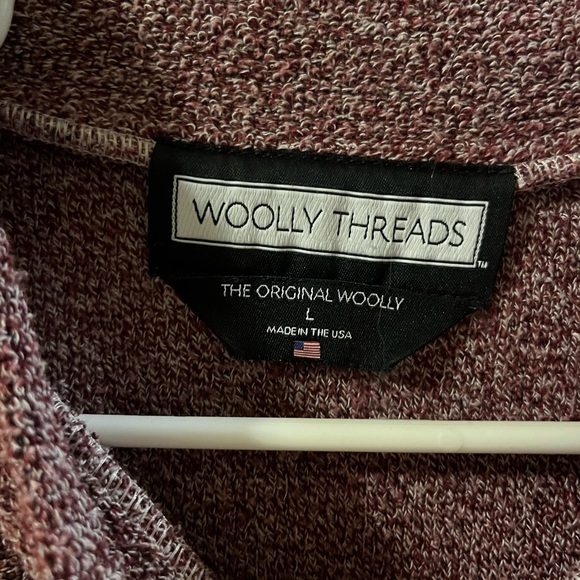 WOOLLY THREADS
TM
THE ORIGINAL WOOLLY
L
MADE IN THE USA